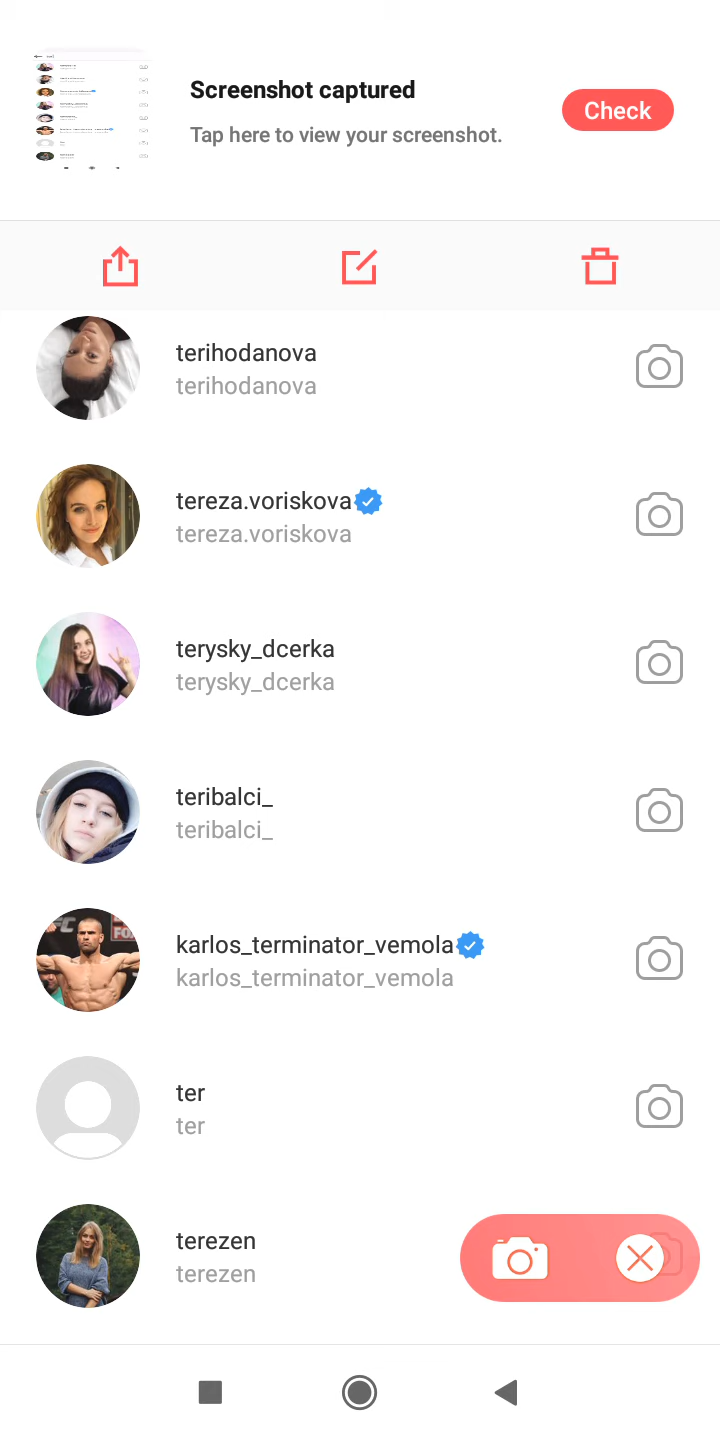 Screenshot captured
Check
Tap here to view your screenshot.
terihodanova
terihodanova
tereza.voriskova
tereza.voriskova
terysky_dcerka
terysky_dcerka
teribalci_
teribalci_
karlos_terminator_vemola
karlos_terminator_vemola
ter
ter
terezen
terezen